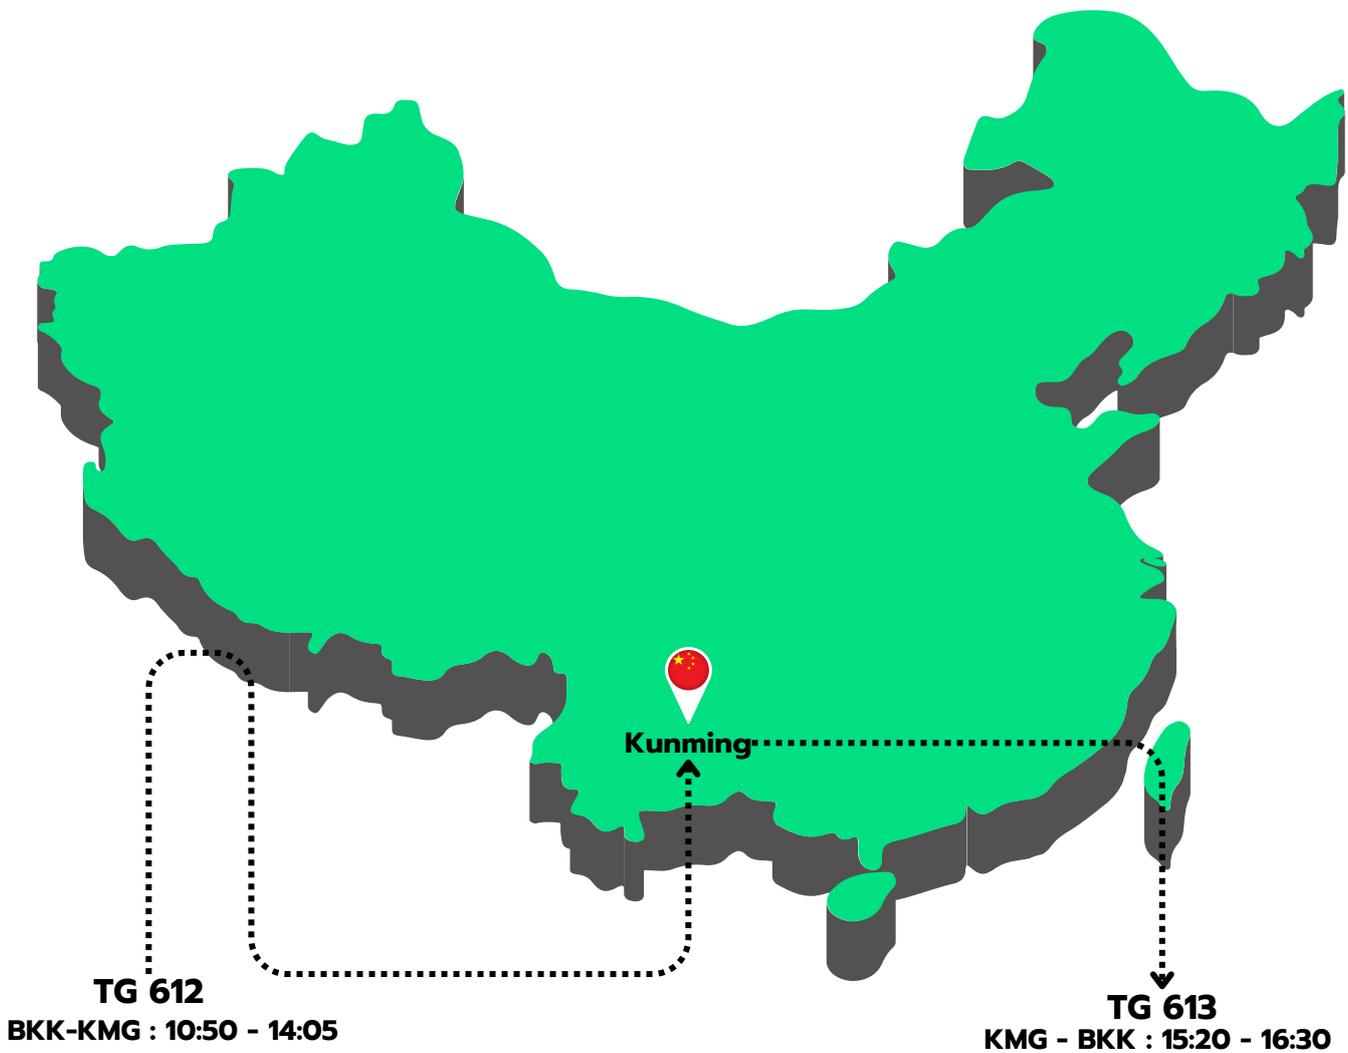 Kunming
TG 612
BKK-KMG : 10:50 - 14:05
TG 613
KMG - BKK : 15:20 - 16:30